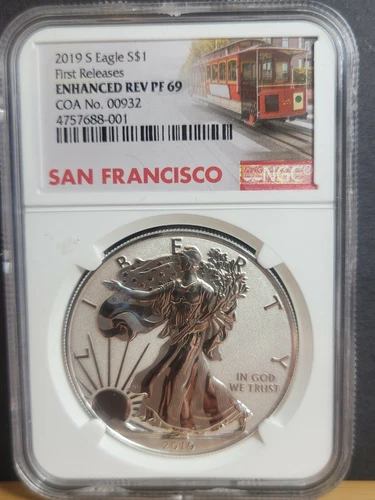 2019 S Eagle S$1
First Releases
ENHANCED REV PF 69
COA No. 00932
4757688-001
SAN FRANCISCO
NGC
LIBERTY
IN GOD
WE TRUST
2019